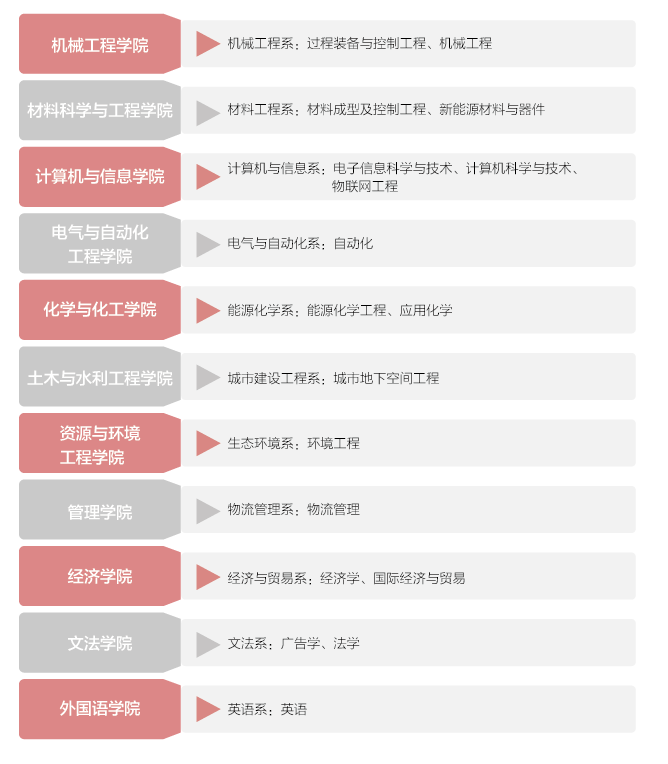 机械工程学院
机械工程系：过程装备与控制工程、机械工程
材料科学与工程学院
材料工程系：材料成型及控制工程、新能源材料与器件
计算机与信息学院
计算机与信息系：电子信息科学与技术、计算机科学与技术、
物联网工程
电气与自动化
工程学院
电气与自动化系：自动化
化学与化工学院
能源化学系：能源化学工程、应用化学
土木与水利工程学院
城市建设工程系：城市地下空间工程
资源与环境
工程学院
生态环境系：环境工程
管理学院
物流管理系：物流管理
经济学院
经济与贸易系：经济学、国际经济与贸易
文法学院
文法系：广告学、法学
外国语学院
英语系：英语